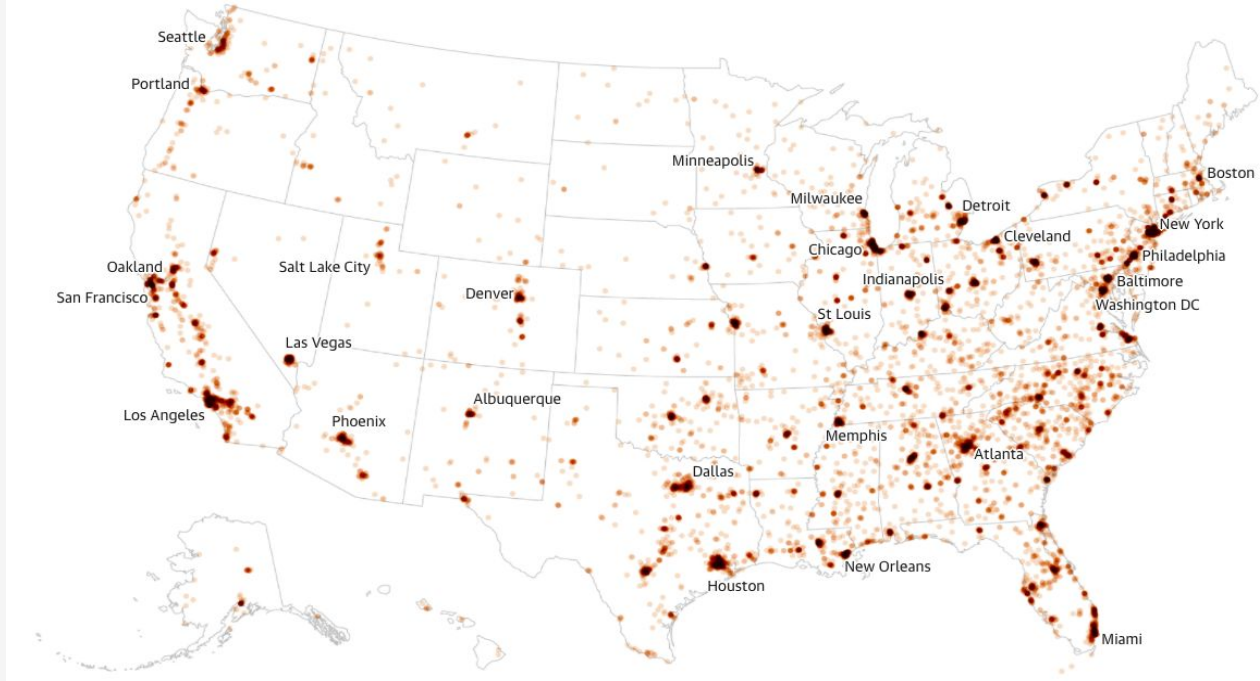 Seattle
Portland
Minneapolis
Boston
Milwaukee
Detroit
New York
Cleveland
Chicago
Philadelphia
Oakland
Salt Lake City
Indianapolis
Baltimore
Denver
San Francisco
Washington DC
St Louis
Las Vegas
Albuquerque
Los Angeles
Phoenix
Memphis
Atlanta
Dallas
New Orleans
Houston
Miami